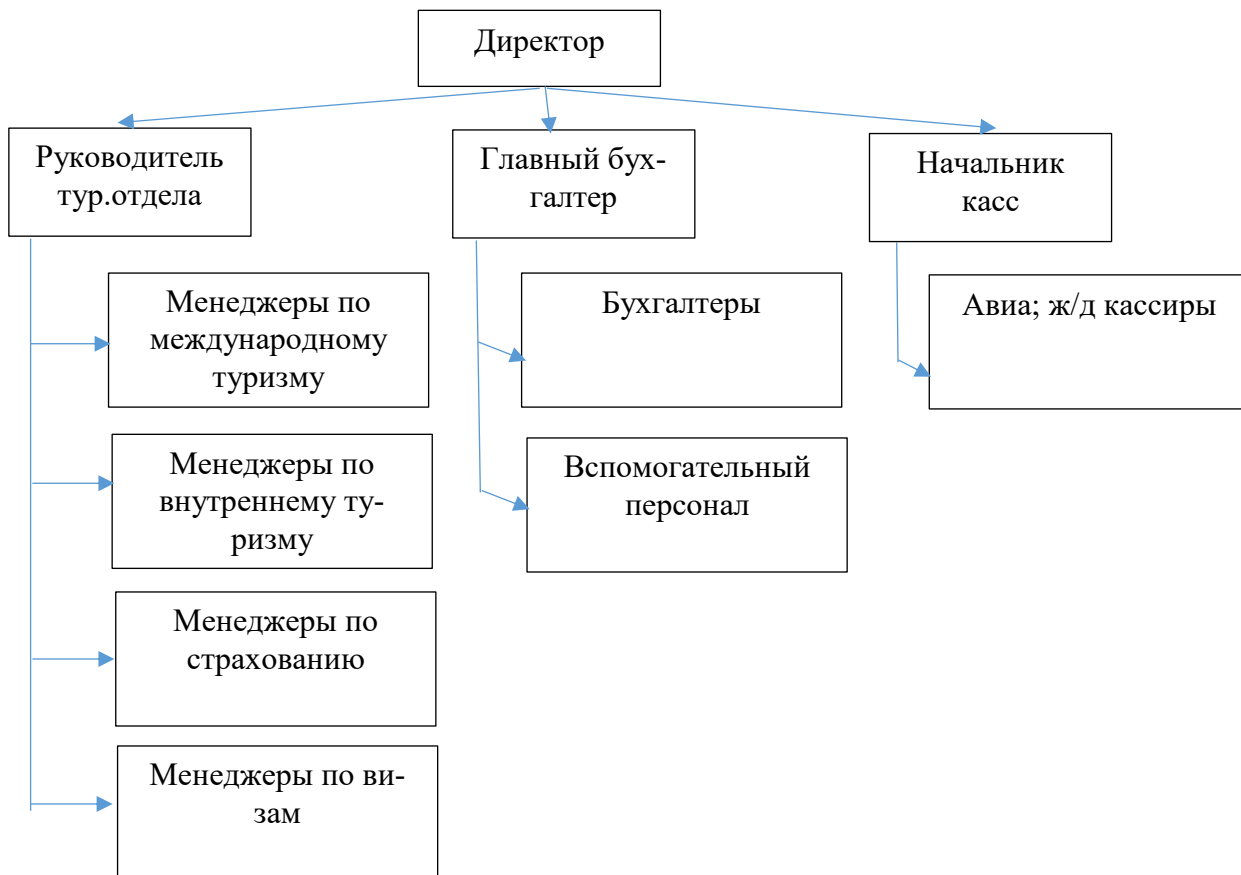 Директор
Руководитель
тур.отдела
Главный бух-
галтер
Начальник
касс
Менеджеры по
международному
туризму
Бухгалтеры
Авиа; ж/д кассиры
Менеджеры по
внутреннему ту-
ризму
Вспомогательный
персонал
Менеджеры по
страхованию
Менеджеры по ви-
зам